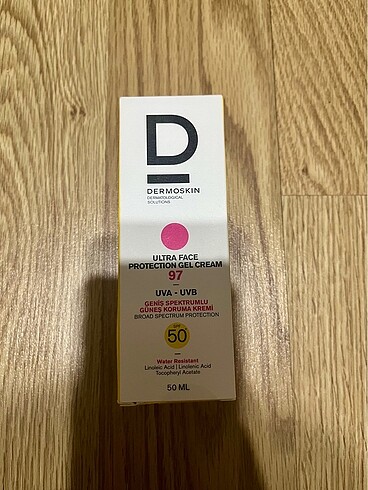 D
DERMOSKIN
DERMATOLOGICAL
SOLUTIONS
ULTRA FACE
PROTECTION GEL CREAM
97
UVA - UVB
GENİŞ SPEKTRUMLU
GÜNEŞ KORUMA KREMİ
BROAD SPECTRUM PROTECTION
SPF
50
Water Resistant
Linoleic Acid | Linolenic Acid
Tocopheryl Acetate
50 ML